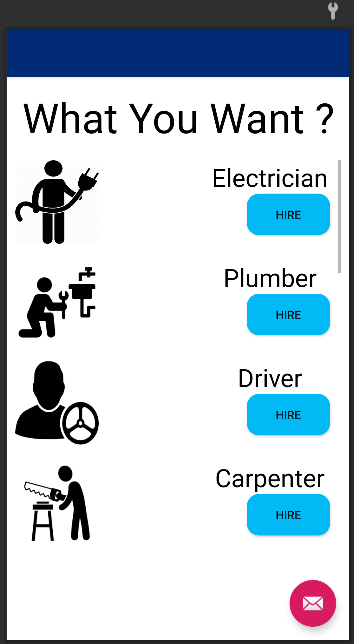 What You Want ?
Electrician
HIRE
Plumber
HIRE
Driver
HIRE
Carpenter
HIRE